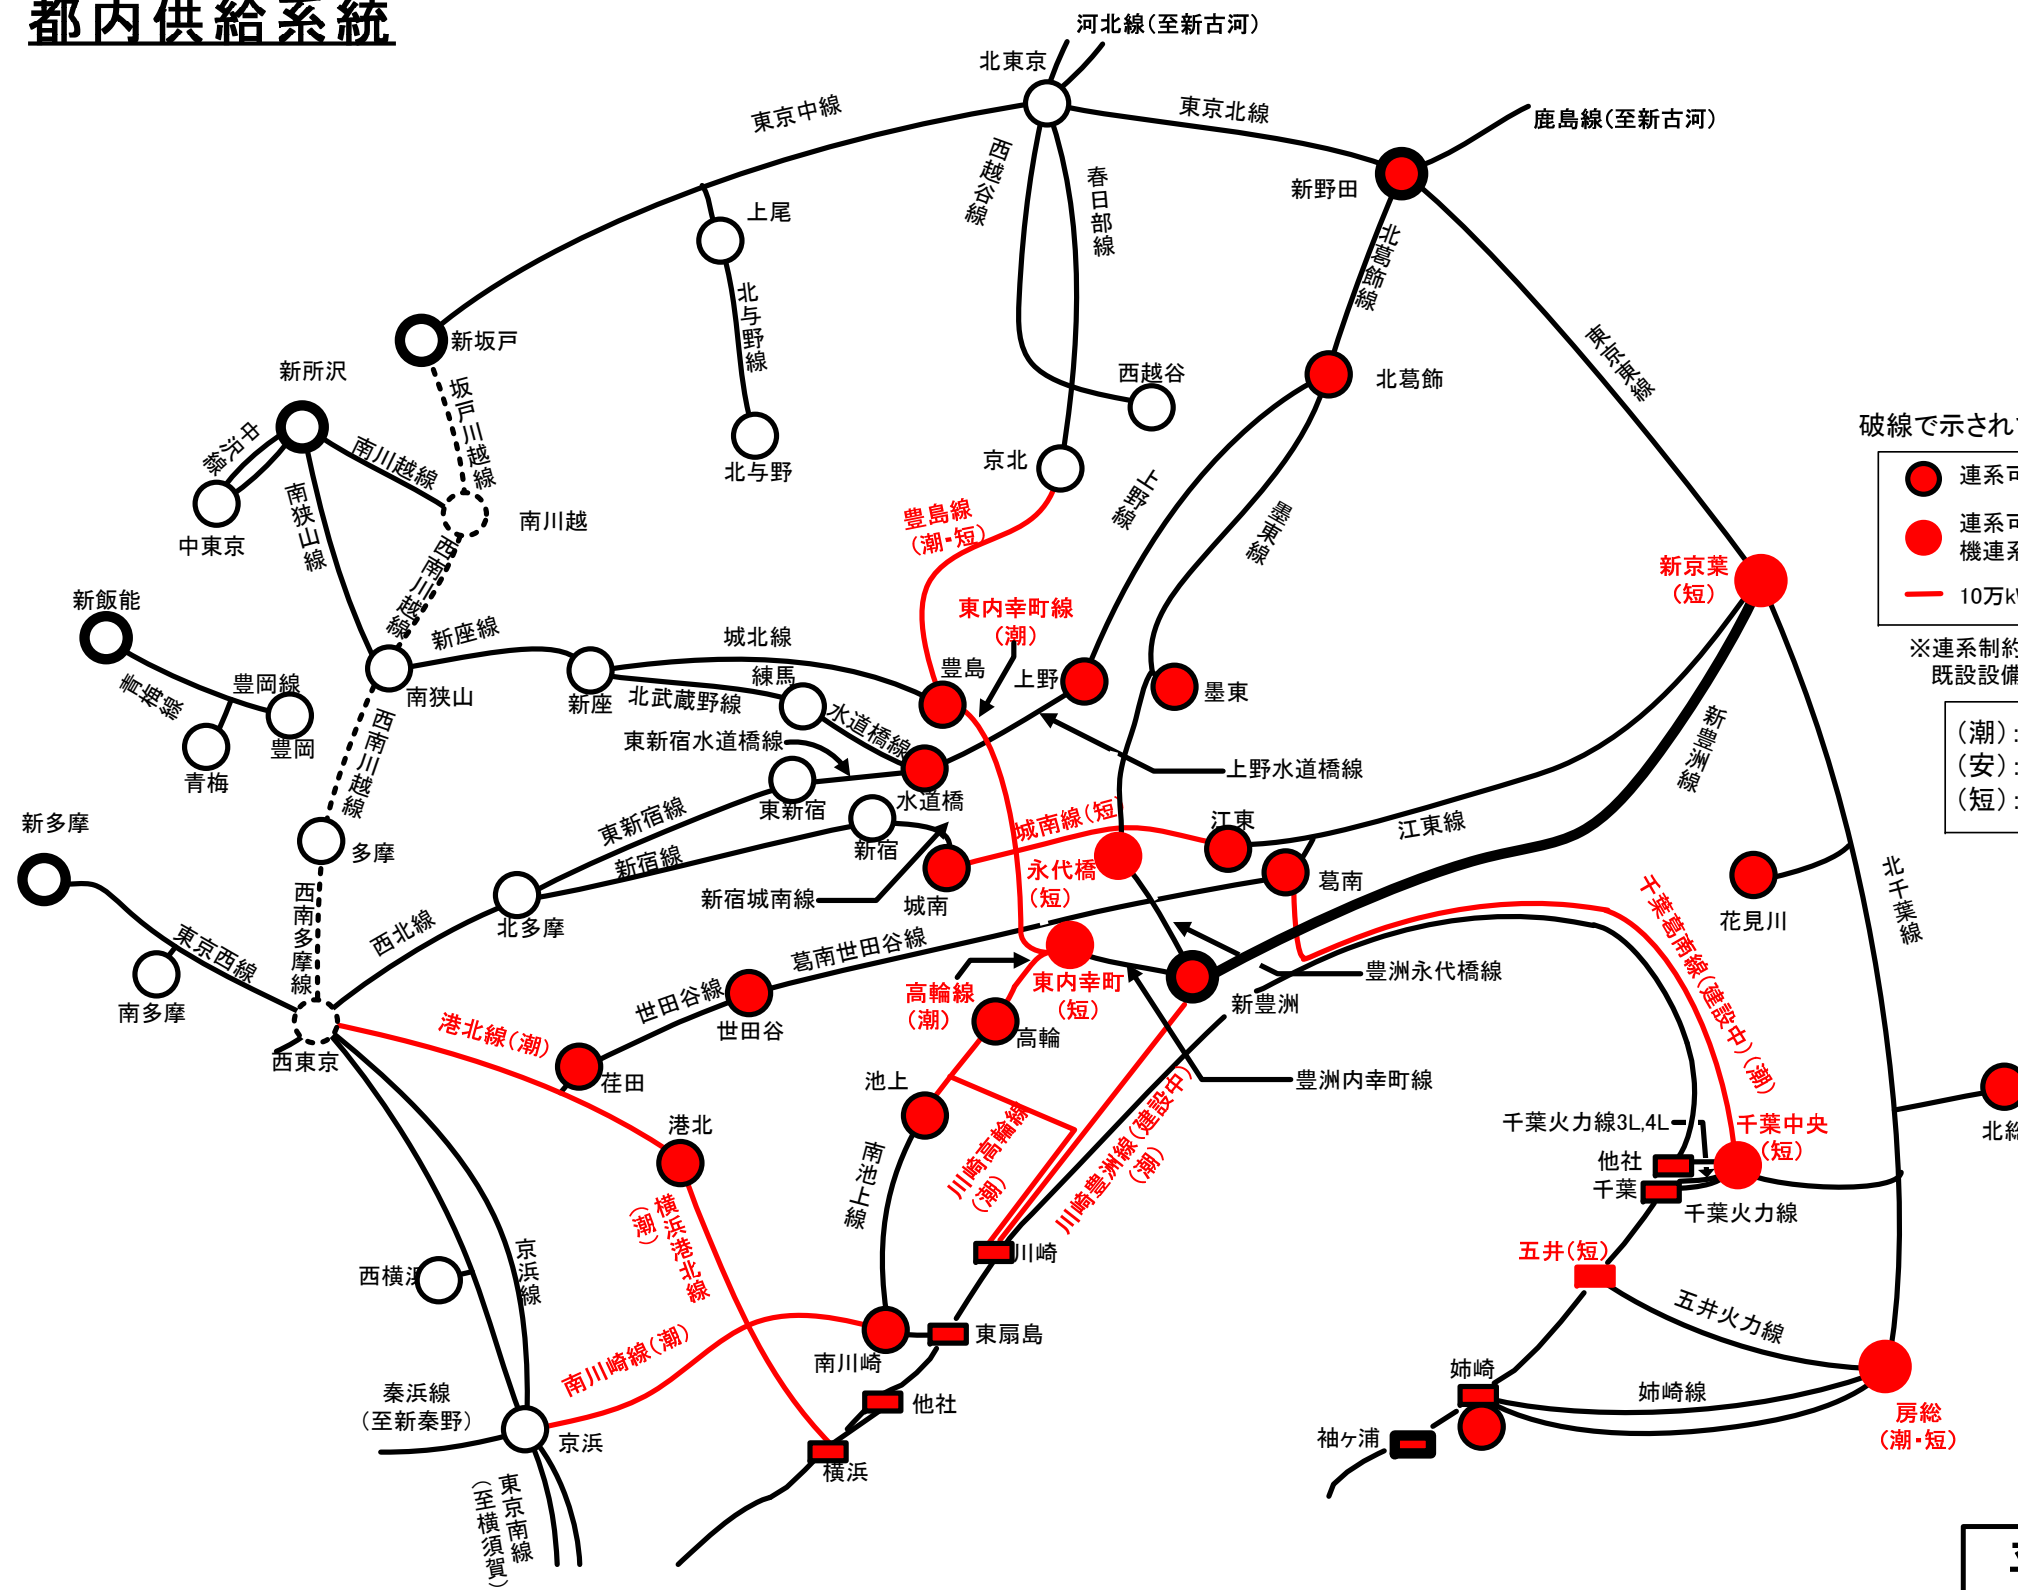 都内供給系統
河北線(至新古河)
北東京
東京中線
東京北線
鹿島線(至新古河)
西越谷線
春日部線
新野田
上尾
北葛飾線
北与野線
新坂戸
東京東線
新所沢
坂戸川越線
西越谷
北葛飾
中沢線
南川越線
破線で示され
京北
北与野
連系可
上野線
南狭山線
豊島線
(潮・短)
墨東線
南川越
連系可
機連系
中東京
西南川越線
新京葉
(短)
10万kW
新飯能
東内幸町線
(潮)
新座線
城北線
※連系制約
既設設備
豊島
練馬
上野
墨東
豊岡線
青梅線
南狭山
新座
北武蔵野線
水道橋線
新豊洲線
(潮):
(安):
(短):
東新宿水道橋線
豊岡
青梅
西南川越線
上野水道橋線
水道橋
東新宿
東新宿線
城南線(短)
江東
江東線
新多摩
多摩
新宿線
新宿
永代橋
(短)
葛南
新宿城南線
城南
北千葉線
花見川
千葉葛南線(建設中)(潮)
西南多摩線
西北線
北多摩
東京西線
葛南世田谷線
豊洲永代橋線
南多摩
世田谷線
世田谷
高輪線
(潮)
東内幸町
(短)
新豊洲
港北線(潮)
高輪
西東京
荏田
池上
豊洲内幸町線
港北
川崎高輪線
(潮)
川崎豊洲線(建設中)
(潮)
千葉火力線3L,4L
千葉中央
(短)
北総
他社
千葉
千葉火力線
南池上線
横浜港北線
(潮)
京浜線
西横浜
川崎
五井(短)
五井火力線
南川崎線(潮)
南川崎
東扇島
秦浜線
(至新秦野)
姉崎
姉崎線
他社
房総
(潮・短)
袖ヶ浦
京浜
横浜
東京南線
(至横須賀)